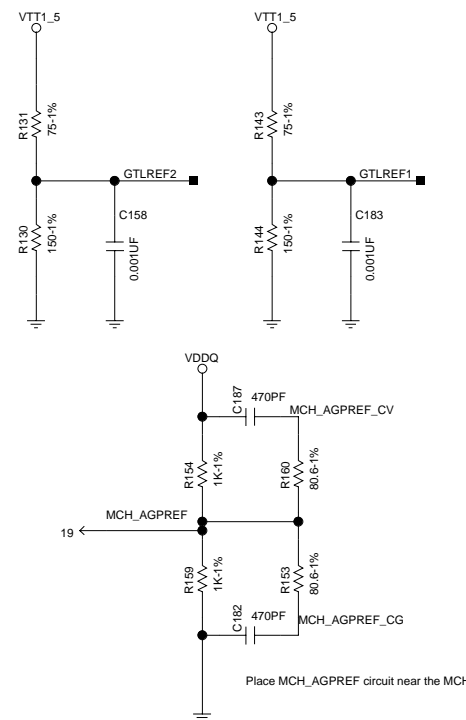 VTT1_5
VTT1_5
R131
75-1%
R143
75-1%
GTLREF2
GTLREF1
R130
150-1%
C158
0.001UF
R144
150-1%
C183
0.001UF
VDDQ
C187
470PF
MCH_AGPREF_CV
R154
1K-1%
R160
80.6-1%
MCH_AGPREF
19
R159
1K-1%
R153
80.6-1%
C182
470PF
MCH_AGPREF_CG
Place MCH_AGPREF circuit near the MCH